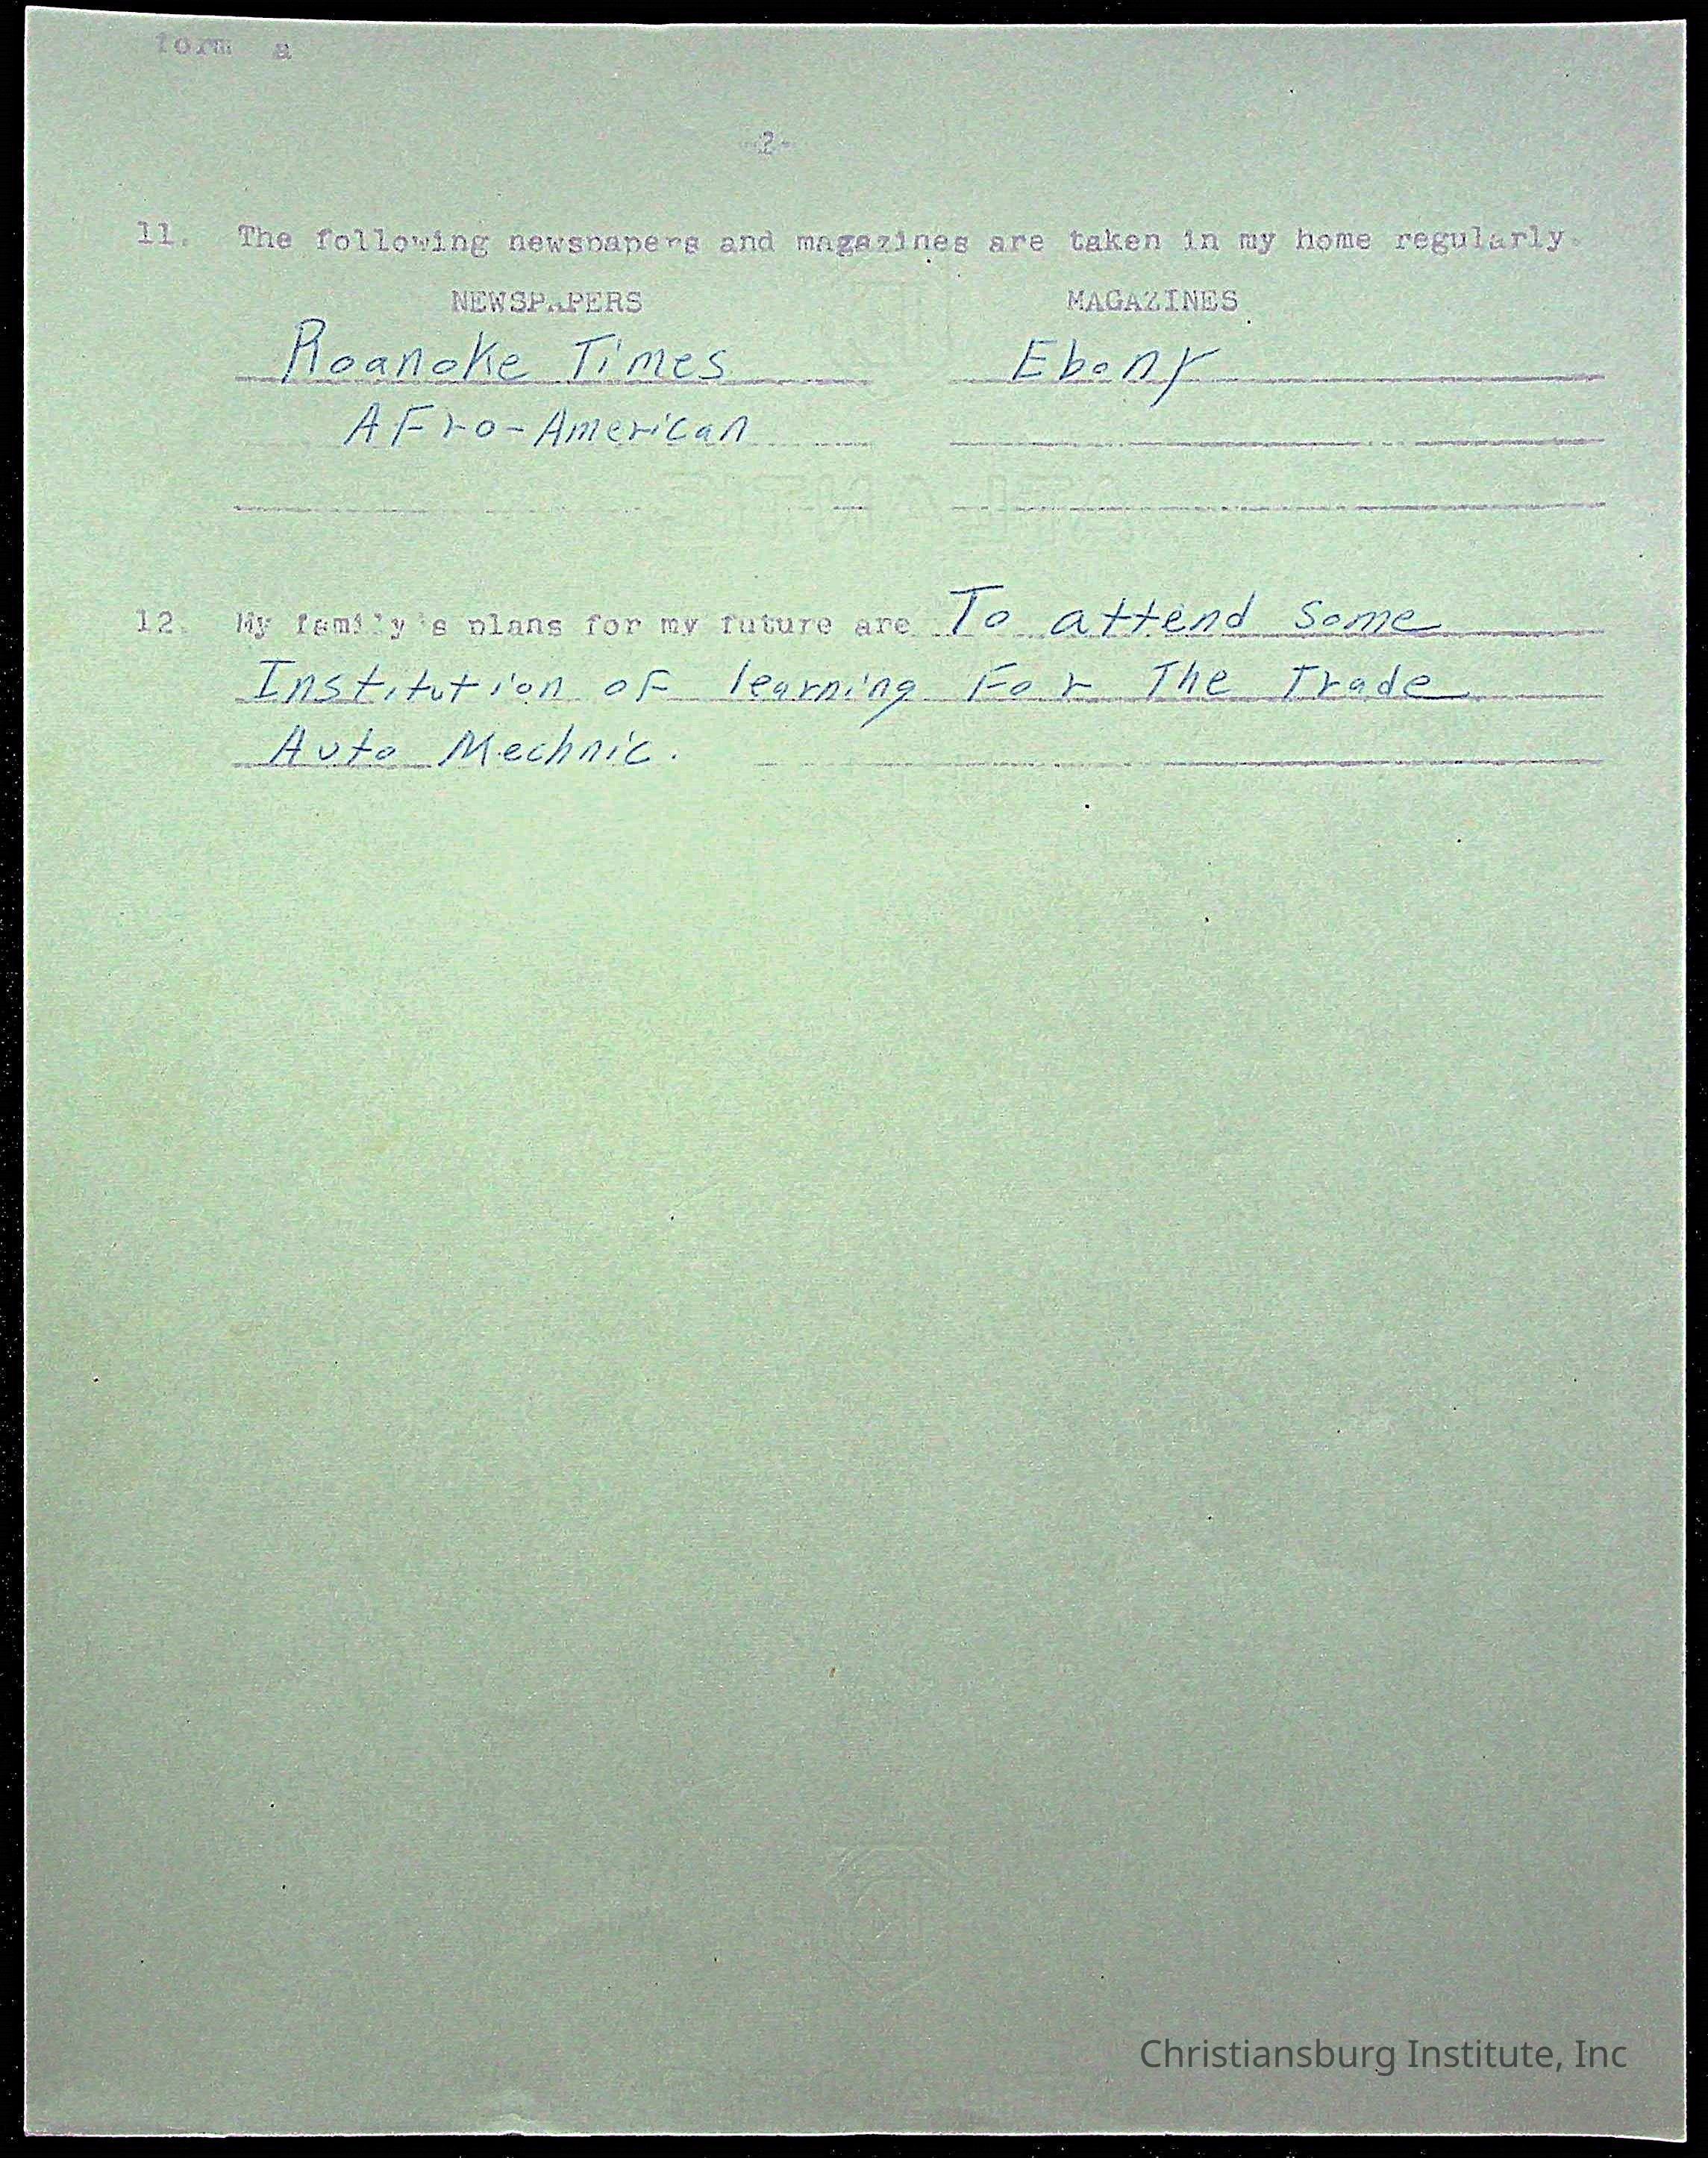 form a
-2-
11. The following newspapers and magazines are taken in my home regularly.
NEWSPAPERS MAGAZINES
Roanoke Times Ebony
AFro-American
ATLANTIC
12. My family's plans for my future are To attend Some
Institution oF learning For The Trade
Auto Mechnic.
Christiansburg Institute, Inc